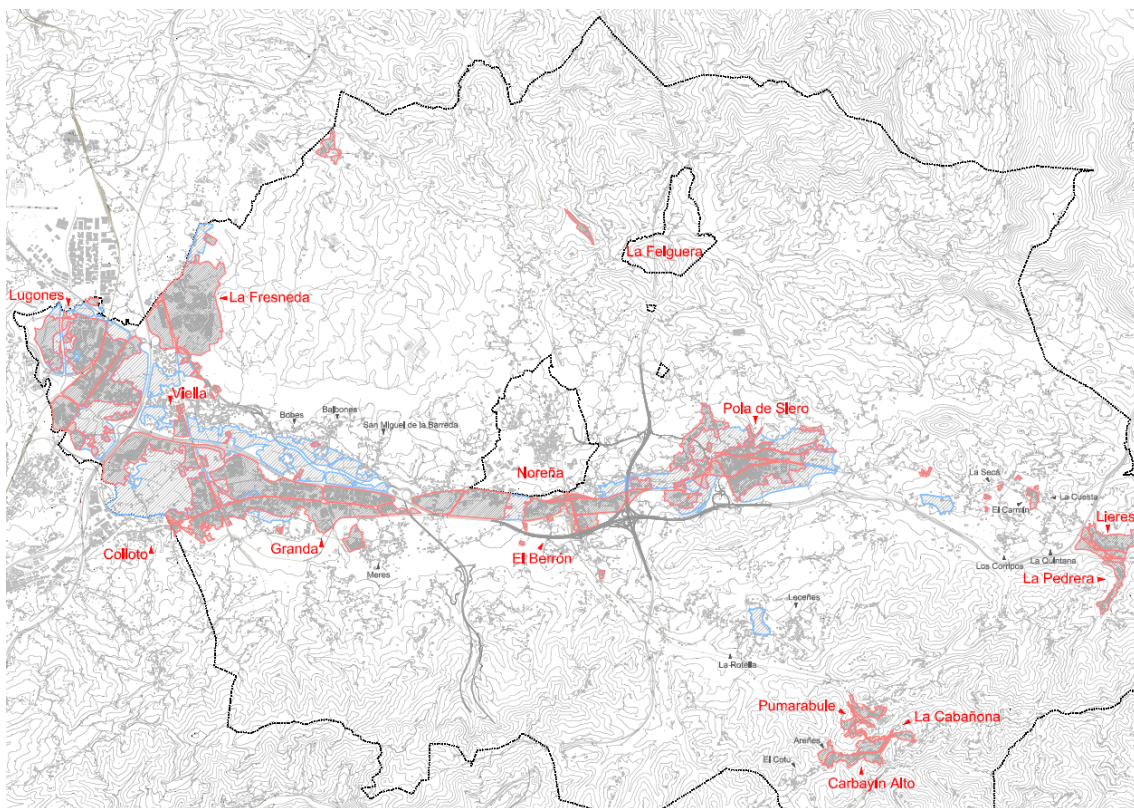 La Felguera
Lugones
La Fresneda
Viella
Bobes
Balbones
San Miguel de la Barreda
Pola de SIero
Noreña
La Seca
La Cuesta
El Camlín
Lieres
Colloto
Granda
El Berrón
Los Corripos
La Quintana
Meres
La Pedrera
Leceñes
La Rotella
Pumarabule
La Cabañona
Areñes
El Cotu
Carbayín Alto